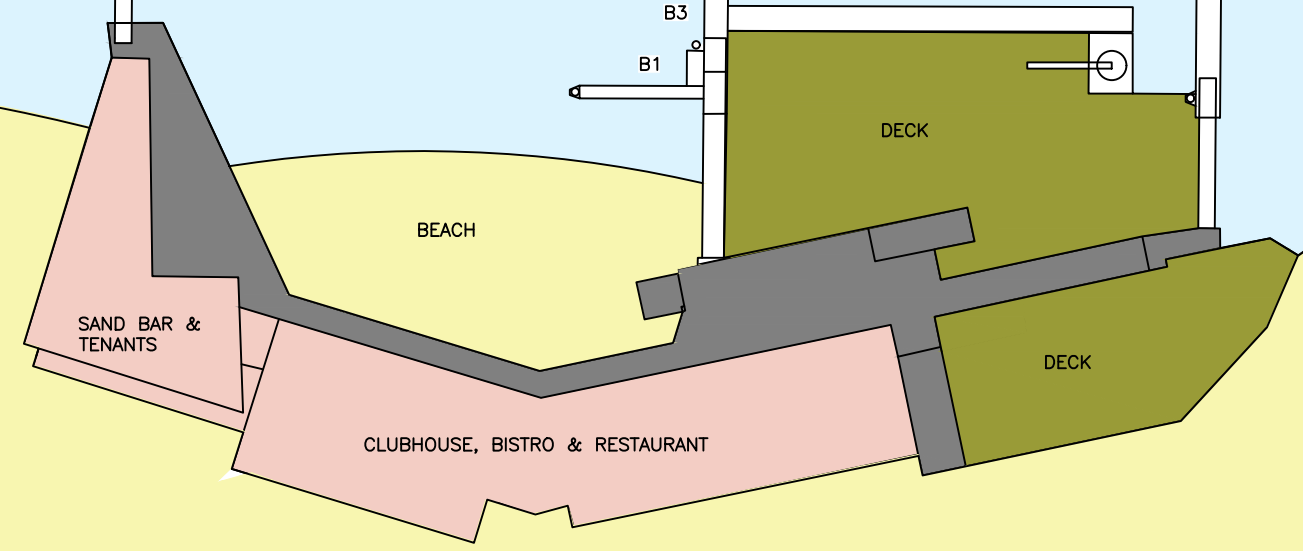 B3
B1
DECK
BEACH
SAND BAR &
TENANTS
DECK
CLUBHOUSE, BISTRO & RESTAURANT